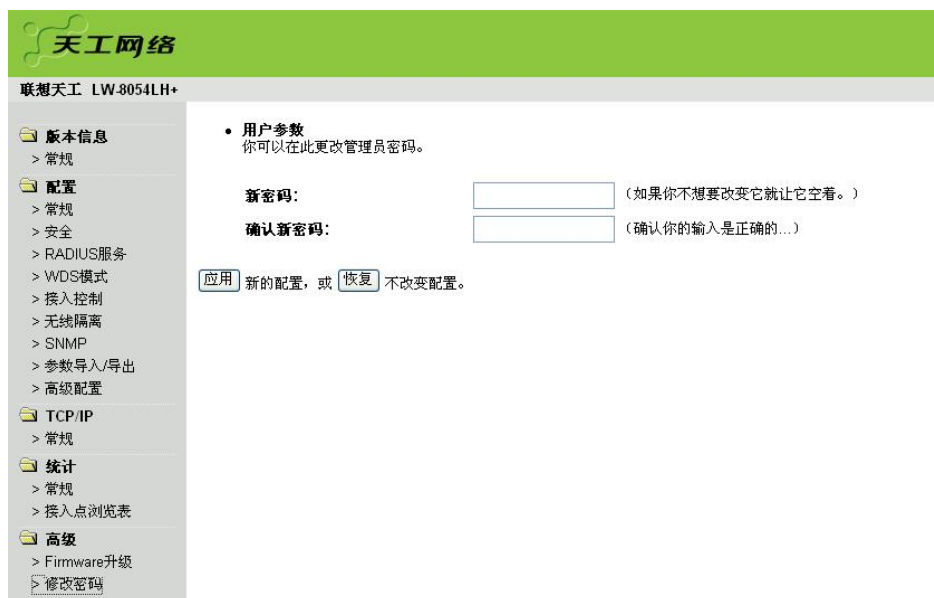 天工网络
联想天工 LW-8054LH+
版本信息
> 常规
配置
> 常规
> 安全
> RADIUS服务
> WDS模式
> 接入控制
> 无线隔离
> SNMP
> 参数导入/导出
> 高级配置
TCP/IP
> 常规
统计
> 常规
> 接入点浏览表
高级
> Firmware升级
> 修改密码
• 用户参数
你可以在此更改管理员密码。
新密码： （如果你不想要改变它就让它空着。）
确认新密码： （确认你的输入是正确的...）
应用 新的配置，或 恢复 不改变配置。